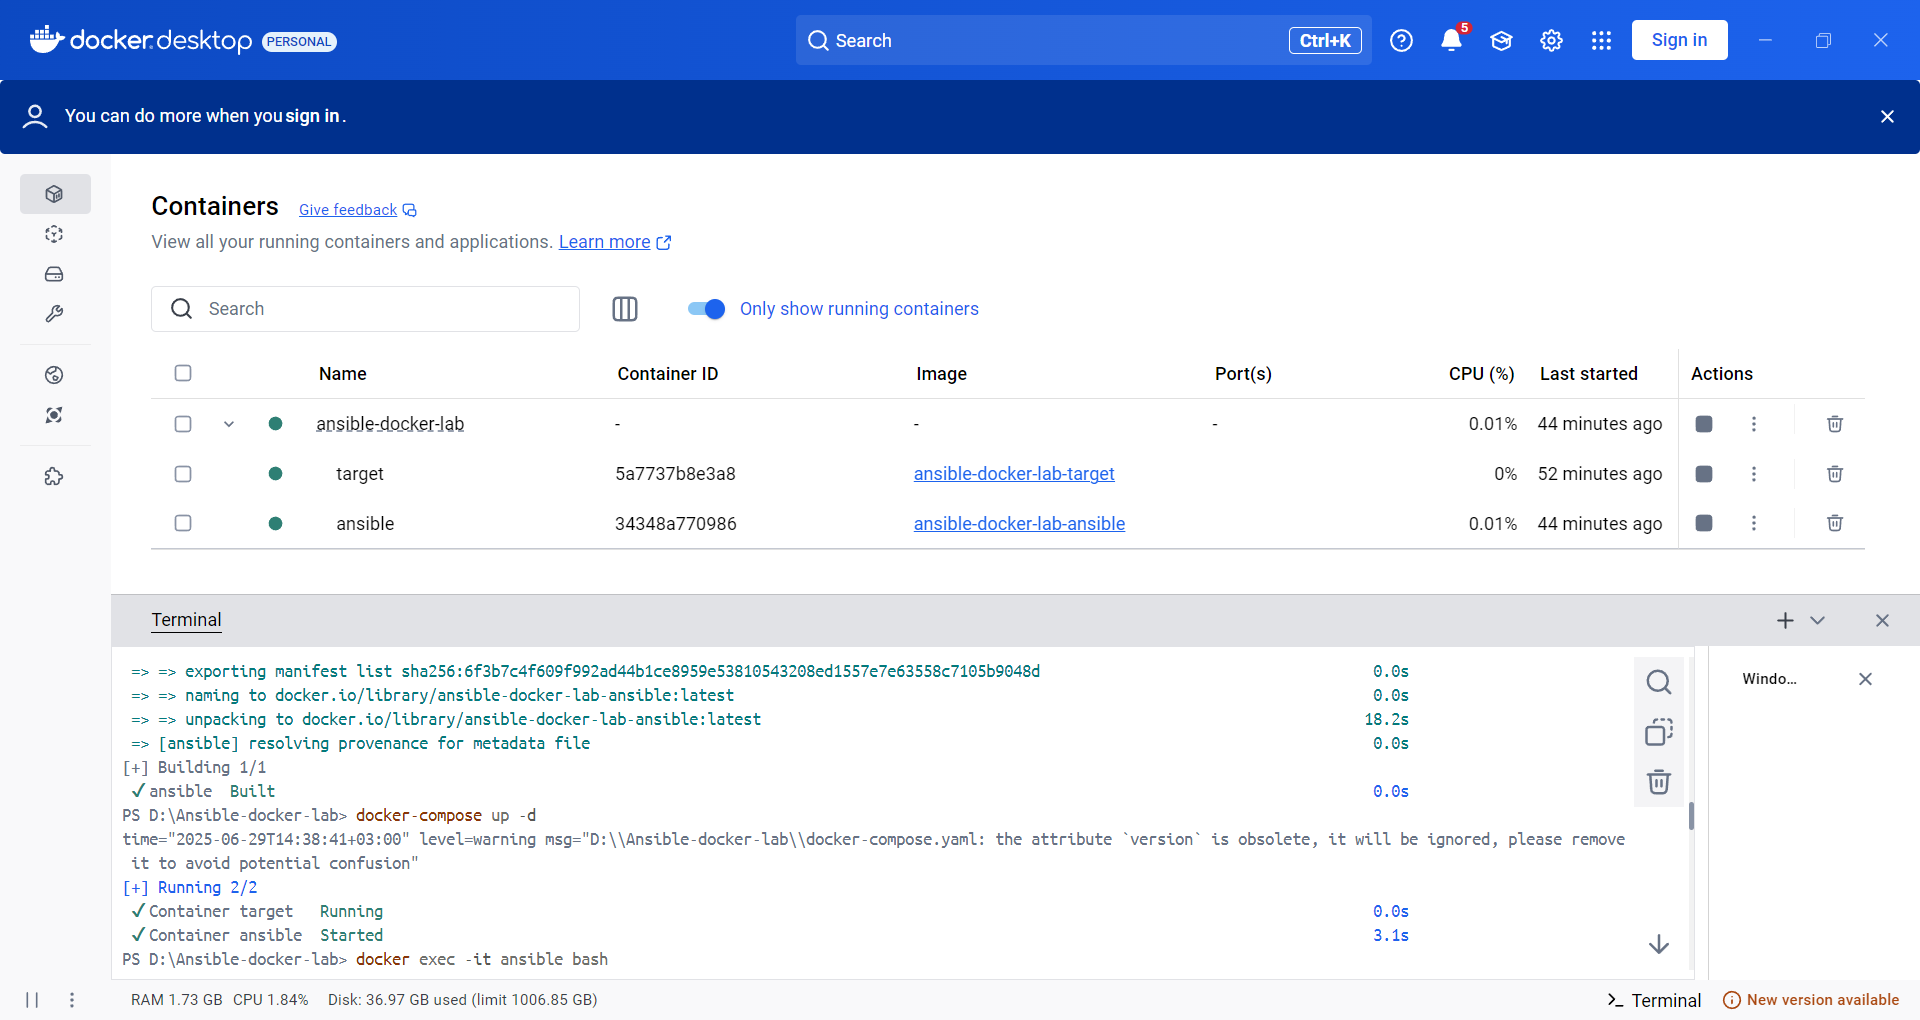 docker.desktop PERSONAL
Search Ctrl+K
5
Sign in
You can do more when you sign in.
Containers Give feedback
View all your running containers and applications. Learn more
Search
Only show running containers
Name Container ID Image Port(s) CPU (%) Last started Actions
ansible-docker-lab - - - 0.01% 44 minutes ago
target 5a7737b8e3a8 ansible-docker-lab-target 0% 52 minutes ago
ansible 34348a770986 ansible-docker-lab-ansible 0.01% 44 minutes ago
Terminal
=> => exporting manifest list sha256:6f3b7c4f609f992ad44b1ce8959e53810543208ed1557e7e63558c7105b9048d 0.0s
=> => naming to docker.io/library/ansible-docker-lab-ansible:latest 0.0s
=> => unpacking to docker.io/library/ansible-docker-lab-ansible:latest 18.2s
=> [ansible] resolving provenance for metadata file 0.0s
[+] Building 1/1
✓ ansible Built 0.0s
PS D:\Ansible-docker-lab> docker-compose up -d
time="2025-06-29T14:38:41+03:00" level=warning msg="D:\\Ansible-docker-lab\\docker-compose.yaml: the attribute `version` is obsolete, it will be ignored, please remove
it to avoid potential confusion"
[+] Running 2/2
✓ Container target Running 0.0s
✓ Container ansible Started 3.1s
PS D:\Ansible-docker-lab> docker exec -it ansible bash
Windo...
RAM 1.73 GB CPU 1.84% Disk: 36.97 GB used (limit 1006.85 GB)
Terminal
New version available